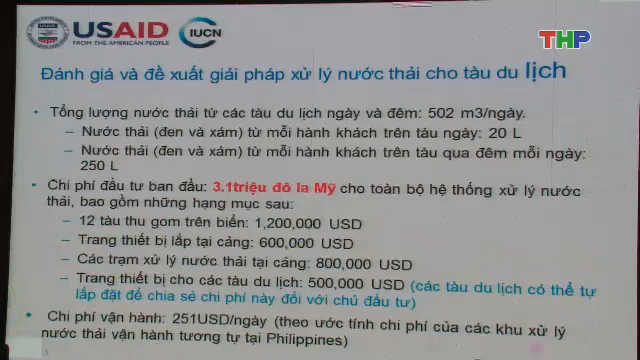 USAID
FROM THE AMERICAN PEOPLE
IUCN
THP
Đánh giá và đề xuất giải pháp xử lý nước thải cho tàu du lịch
• Tổng lượng nước thải từ các tàu du lịch ngày và đêm: 502 m3/ngày.
– Nước thải (đen và xám) từ mỗi hành khách trên tàu ngày: 20 L
– Nước thải (đen và xám) từ mỗi hành khách trên tàu qua đêm mỗi ngày:
250 L
• Chi phí đầu tư ban đầu: 3.1triệu đô la Mỹ cho toàn bộ hệ thống xử lý nước
thải, bao gồm những hạng mục sau:
– 12 tàu thu gom trên biển: 1,200,000 USD
– Trang thiết bị lắp tại cảng: 600,000 USD
– Các trạm xử lý nước thải tại cảng: 800,000 USD
– Trang thiết bị cho các tàu du lịch: 500,000 USD (các tàu du lịch có thể tự
lắp đặt để chia sẻ chi phí này đối với chủ đầu tư)
• Chi phí vận hành: 251USD/ngày (theo ước tính chi phí của các khu xử lý
nước thải vận hành tương tự tại Philippines)